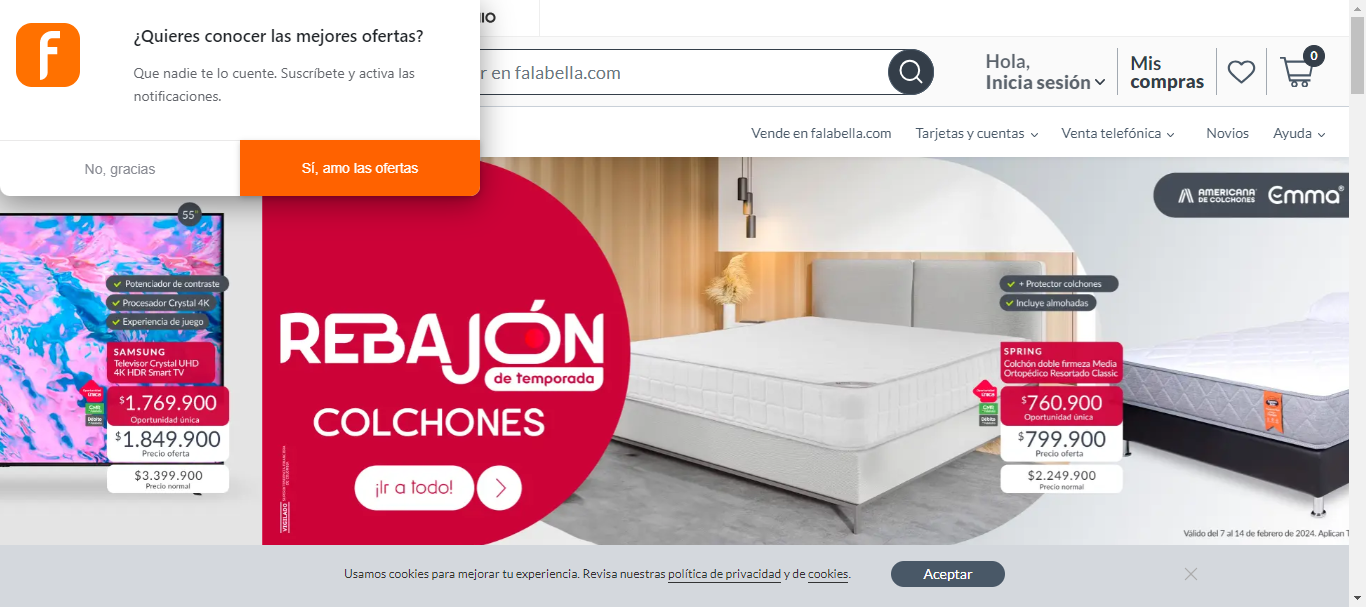 IO
¿Quieres conocer las mejores ofertas?
Que nadie te lo cuente. Suscríbete y activa las
notificaciones.
No, gracias
Sí, amo las ofertas
r en falabella.com
Hola,
Inicia sesión
Mis
compras
0
Vende en falabella.com
Tarjetas y cuentas
Venta telefónica
Novios
Ayuda
55"
Potenciador de contraste
Procesador Crystal 4K
Experiencia de juego
SAMSUNG
Televisor Crystal UHD
4K HDR Smart TV
$1.769.900
Oportunidad única
$1.849.900
Precio oferta
$3.399.900
Precio normal
REBAJÓN
de temporada
COLCHONES
¡Ir a todo!
VIGILADO
AMERICANA
DE COLCHONES
Emma®
+ Protector colchones
Incluye almohadas
SPRING
Colchón doble firmeza Media
Ortopédico Resortado Classic
$760.900
Oportunidad única
$799.900
Precio oferta
$2.249.900
Precio normal
Válido del 7 al 14 de febrero de 2024. Aplican T
Usamos cookies para mejorar tu experiencia. Revisa nuestras política de privacidad y de cookies.
Aceptar